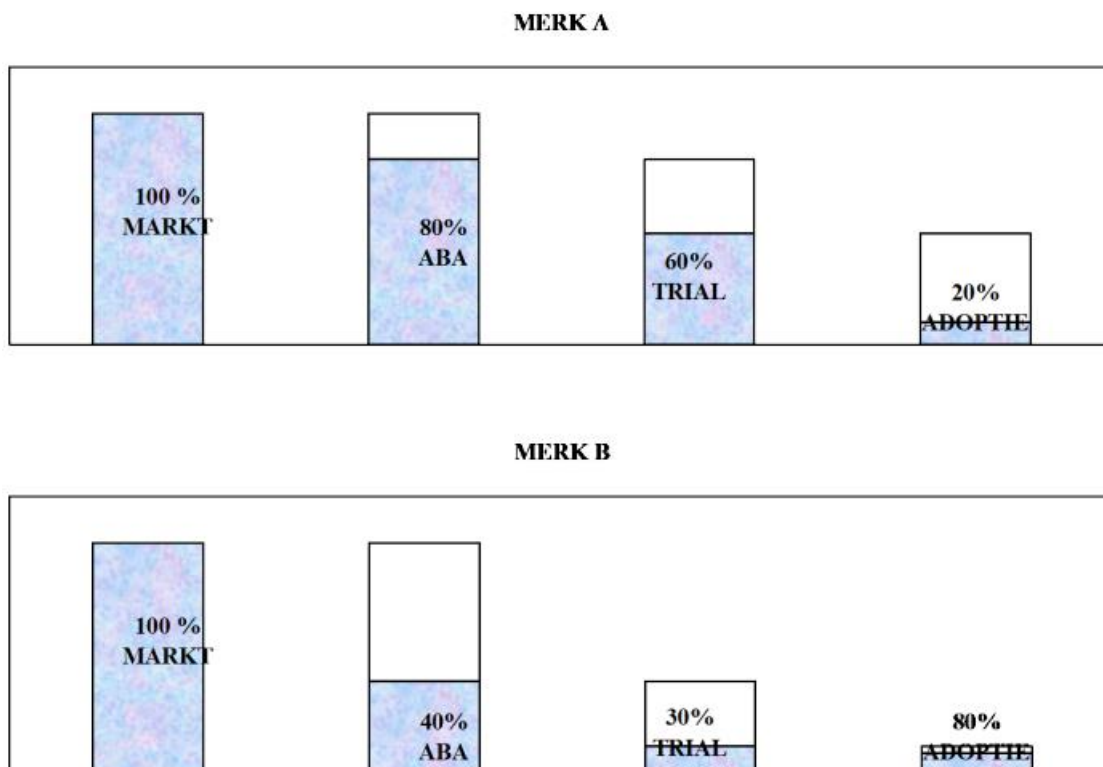 MERK A
100 %
MARKT
80%
ABA
60%
TRIAL
20%
ADOPTIE
MERK B
100 %
MARKT
40%
ABA
30%
TRIAL
80%
ADOPTIE